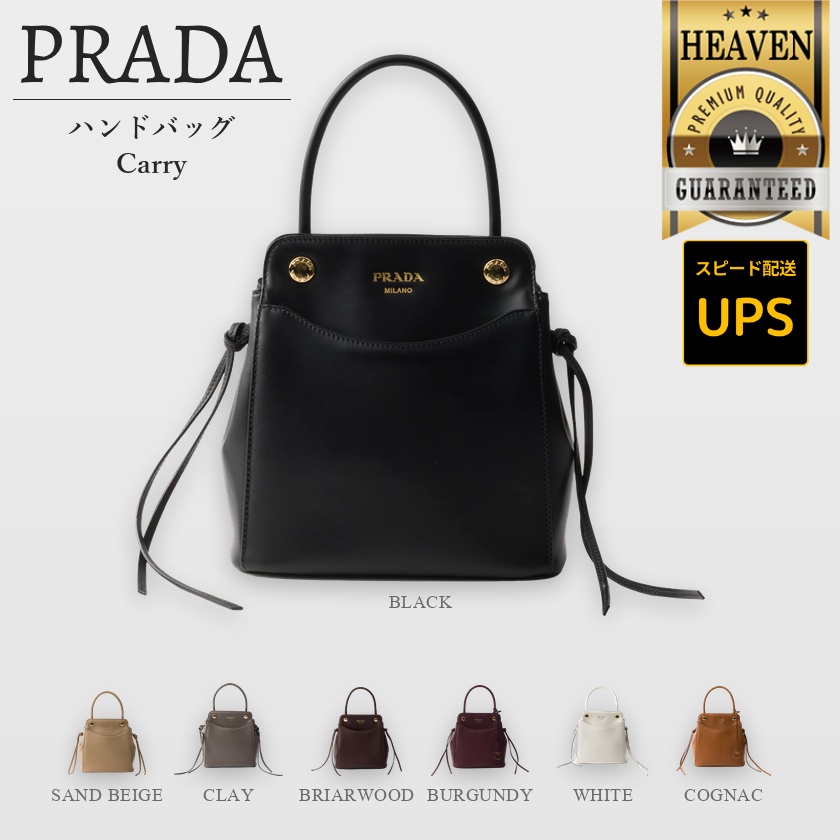 PRADA
ハンドバッグ
Carry
HEAVEN
PREMIUM QUALITY
GUARANTEED
スピード配送
UPS
PRADA
MILANO
BLACK
SAND BEIGE
CLAY
BRIARWOOD
BURGUNDY
WHITE
COGNAC